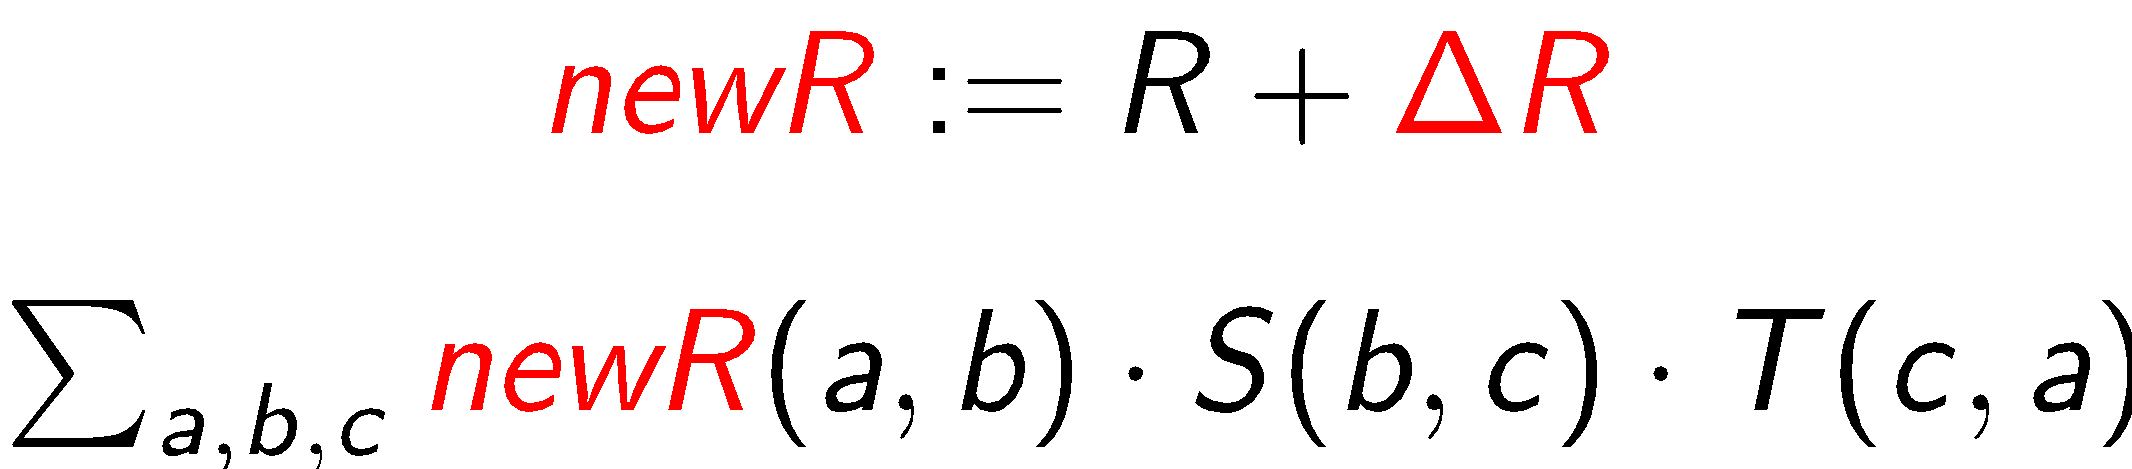 newR := R + ΔR
∑a,b,c newR(a, b) · S(b, c) · T(c, a)